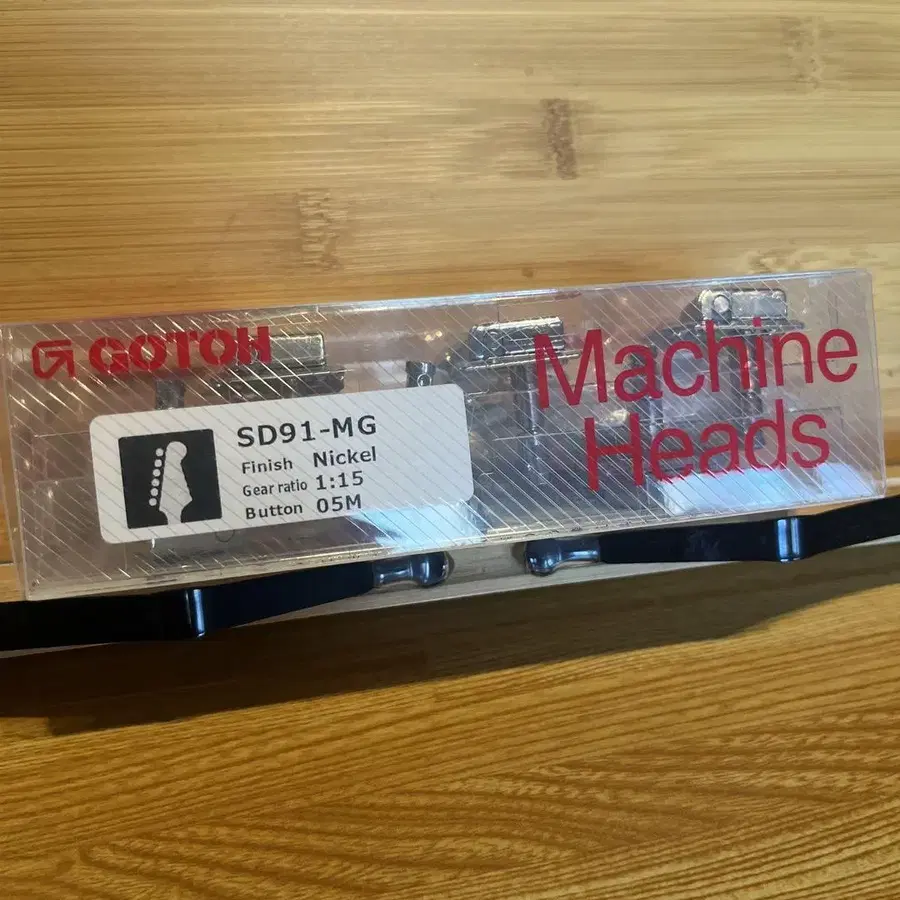 GOTOH
Machine
Heads
SD91-MG
Finish Nickel
Gear ratio 1:15
Button 05M